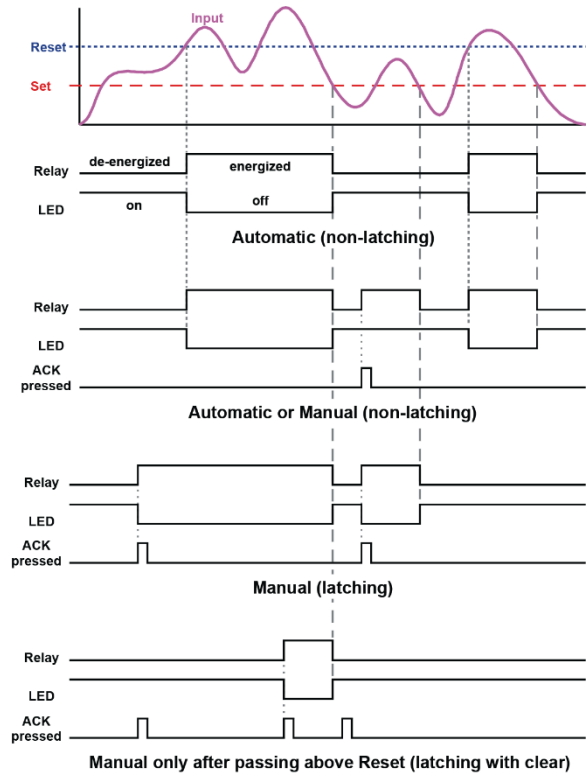 Input
Reset
Set
de-energized energized
Relay
LED
on off
Automatic (non-latching)
Relay
LED
ACK
pressed
Automatic or Manual (non-latching)
Relay
LED
ACK
pressed
Manual (latching)
Relay
LED
ACK
pressed
Manual only after passing above Reset (latching with clear)